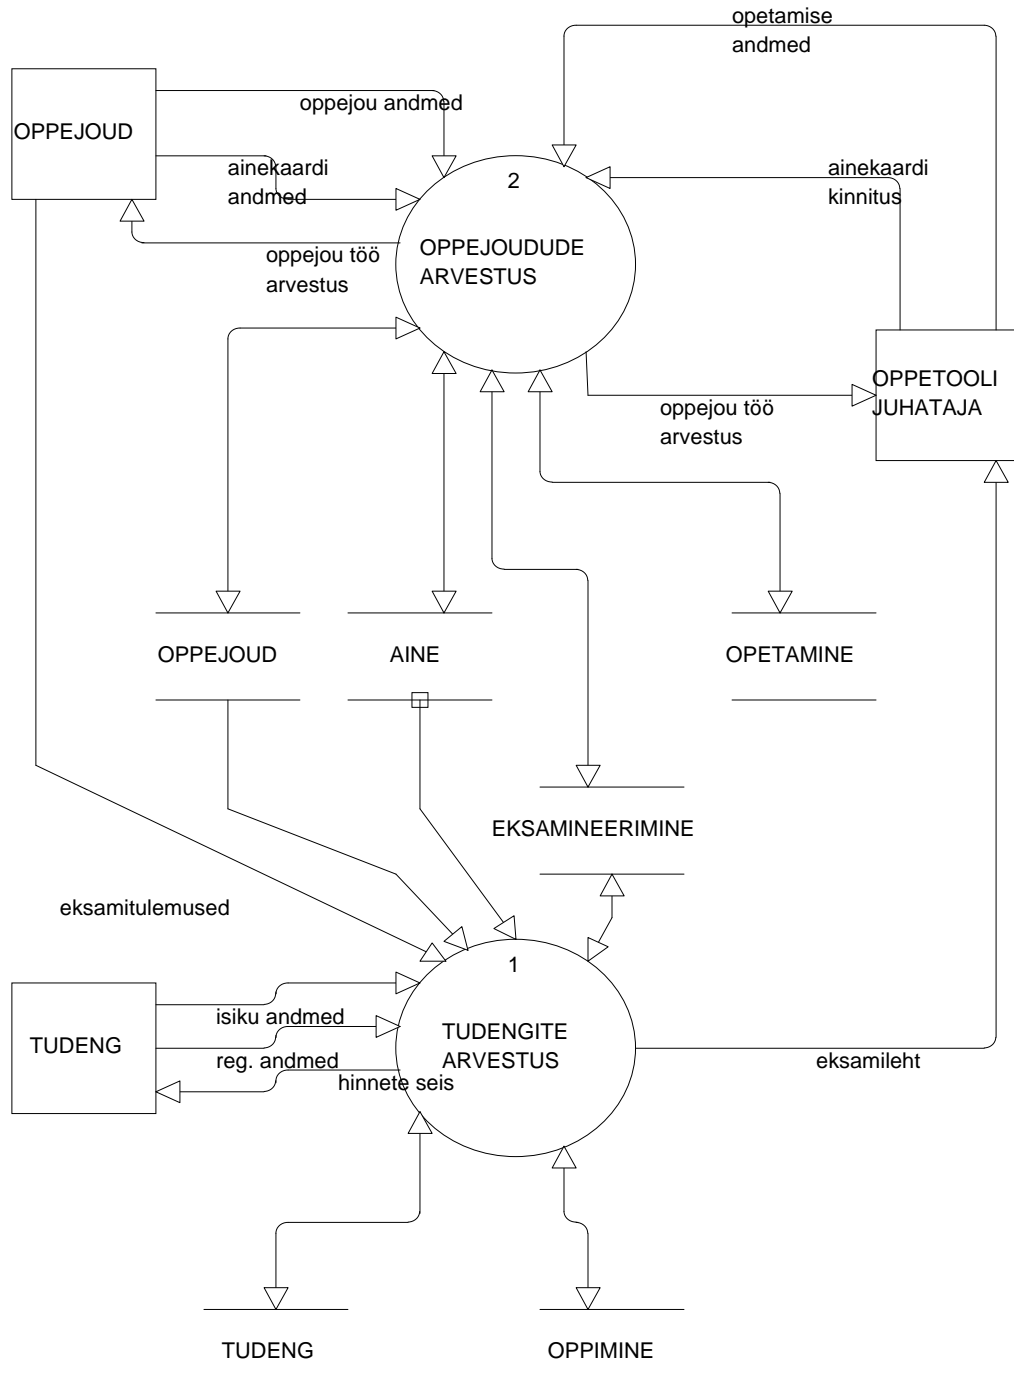 opetamise
andmed
oppejou andmed
OPPEJOUD
ainekaardi
andmed
2
ainekaardi
kinnitus
OPPEJOUDUDE
ARVESTUS
oppejou töö
arvestus
OPPETOOLI
JUHATAJA
oppejou töö
arvestus
OPPEJOUD
AINE
OPETAMINE
EKSAMINEERIMINE
eksamitulemused
1
isiku andmed
TUDENGITE
ARVESTUS
TUDENG
reg. andmed
eksamileht
hinnete seis
TUDENG
OPPIMINE